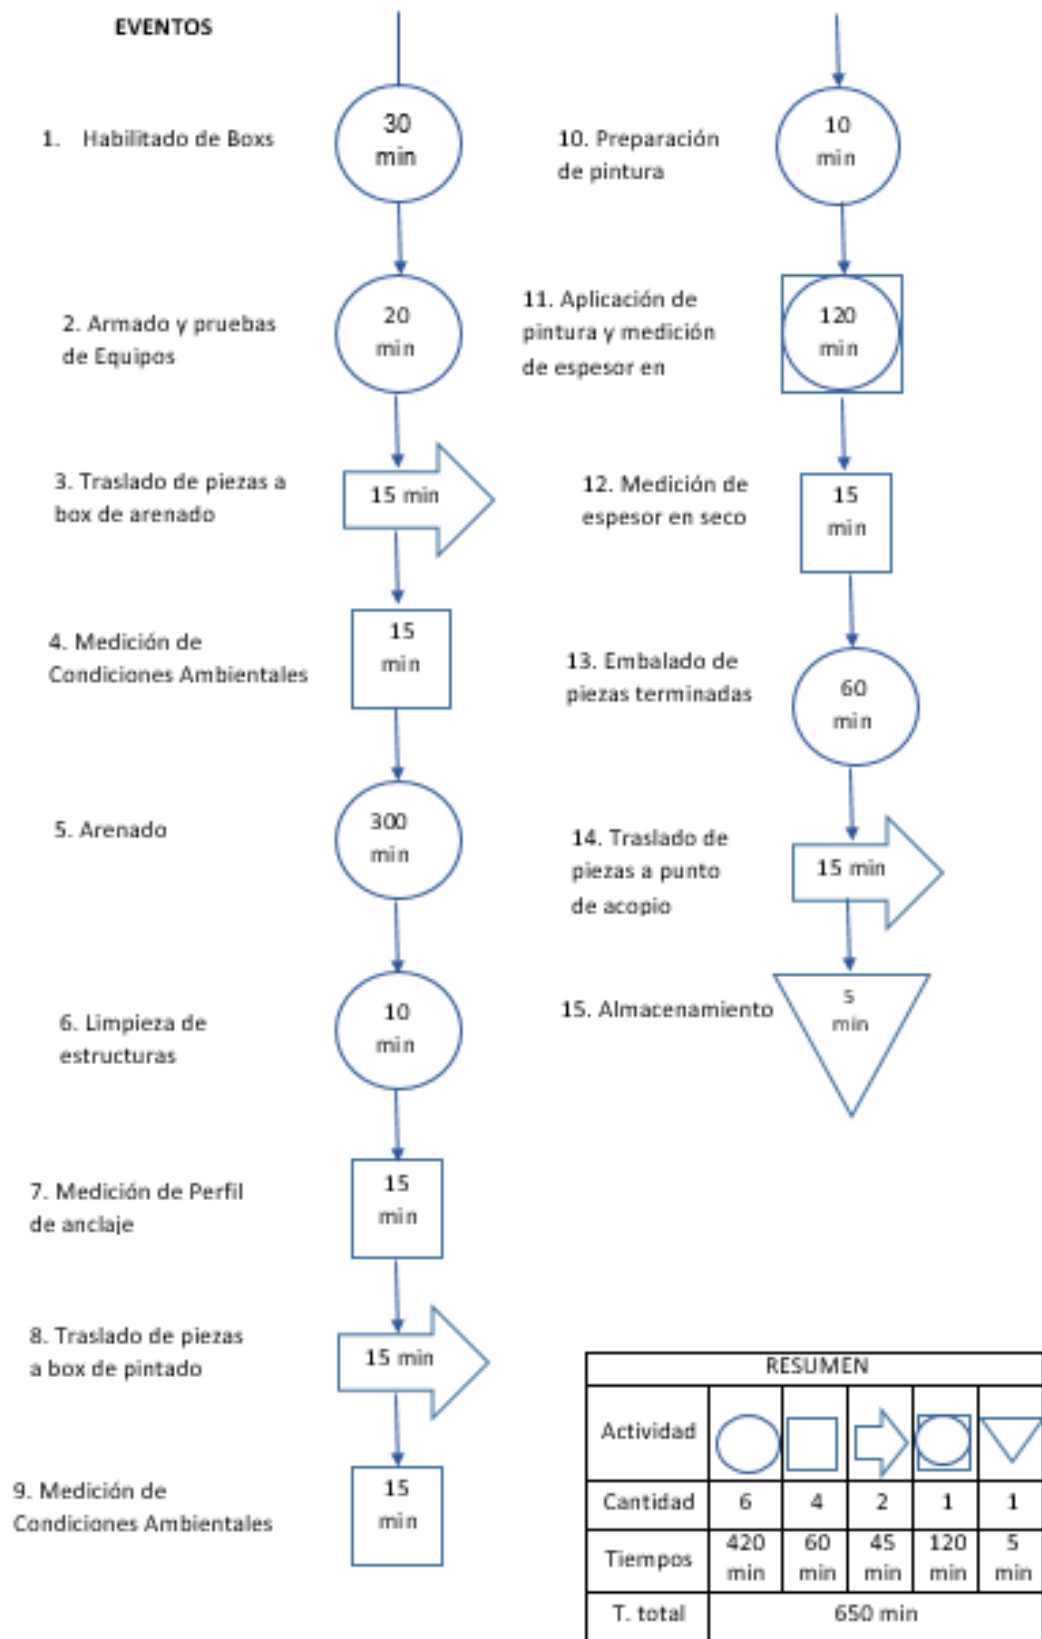 EVENTOS
1. Habilitado de Boxs
30
min
2. Armado y pruebas
de Equipos
20
min
3. Traslado de piezas a
box de arenado
15 min
4. Medición de
Condiciones Ambientales
15
min
5. Arenado
300
min
6. Limpieza de
estructuras
10
min
7. Medición de Perfil
de anclaje
15
min
8. Traslado de piezas
a box de pintado
15 min
9. Medición de
Condiciones Ambientales
15
min
10. Preparación
de pintura
10
min
11. Aplicación de
pintura y medición
de espesor en
120
min
12. Medición de
espesor en seco
15
min
13. Embalado de
piezas terminadas
60
min
14. Traslado de
piezas a punto
de acopio
15 min
15. Almacenamiento
5
min
RESUMEN
Actividad
Cantidad 6 4 2 1 1
Tiempos 420 min 60 min 45 min 120 min 5 min
T. total 650 min